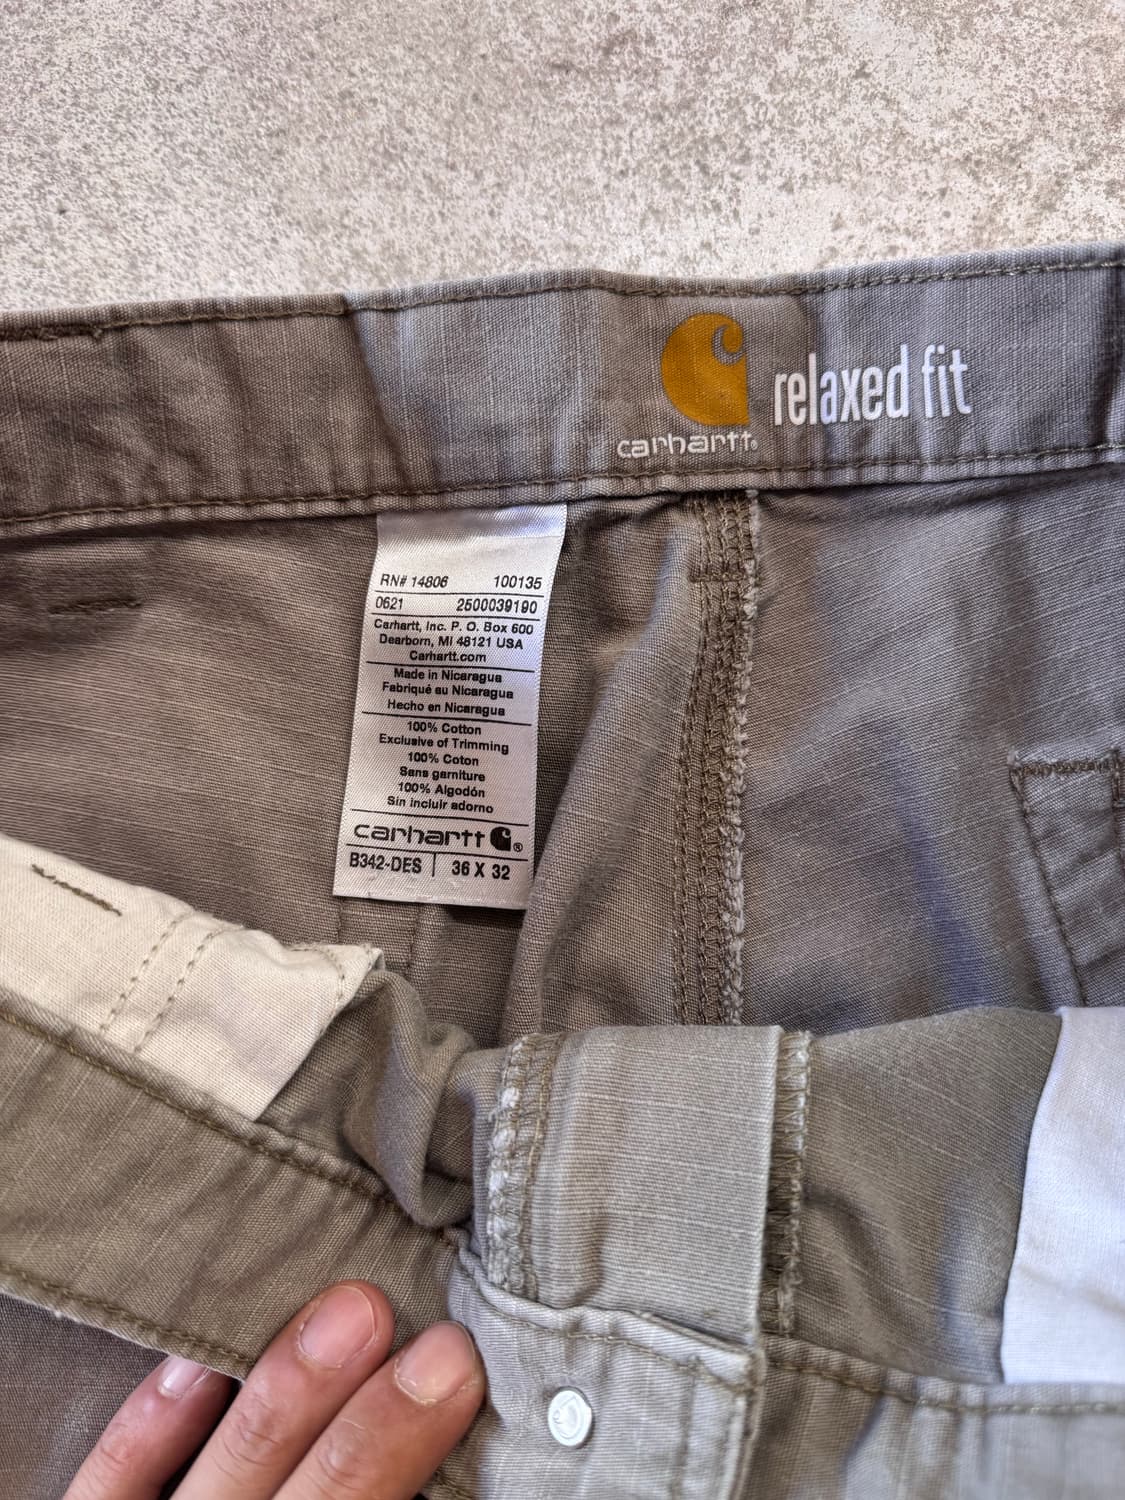 carhartt®
relaxed fit
RN# 14806 100135
0621 2500039190
Carhartt, Inc. P. O. Box 600
Dearborn, MI 48121 USA
Carhartt.com
Made in Nicaragua
Fabriqué au Nicaragua
Hecho en Nicaragua
100% Cotton
Exclusive of Trimming
100% Coton
Sans garniture
100% Algodón
Sin incluir adorno
carhartt ®
B342-DES 36 X 32